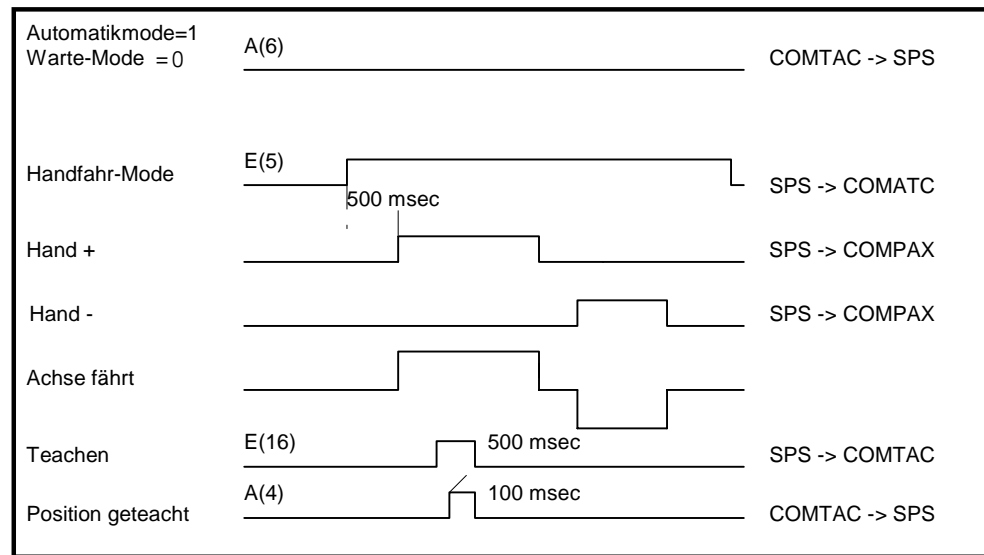 Automatikmode=1
Warte-Mode =0
A(6)
COMTAC -> SPS
Handfahr-Mode
E(5)
SPS -> COMATC
500 msec
Hand +
SPS -> COMPAX
Hand -
SPS -> COMPAX
Achse fährt
Teachen
E(16)
500 msec
SPS -> COMTAC
Position geteacht
A(4)
100 msec
COMTAC -> SPS